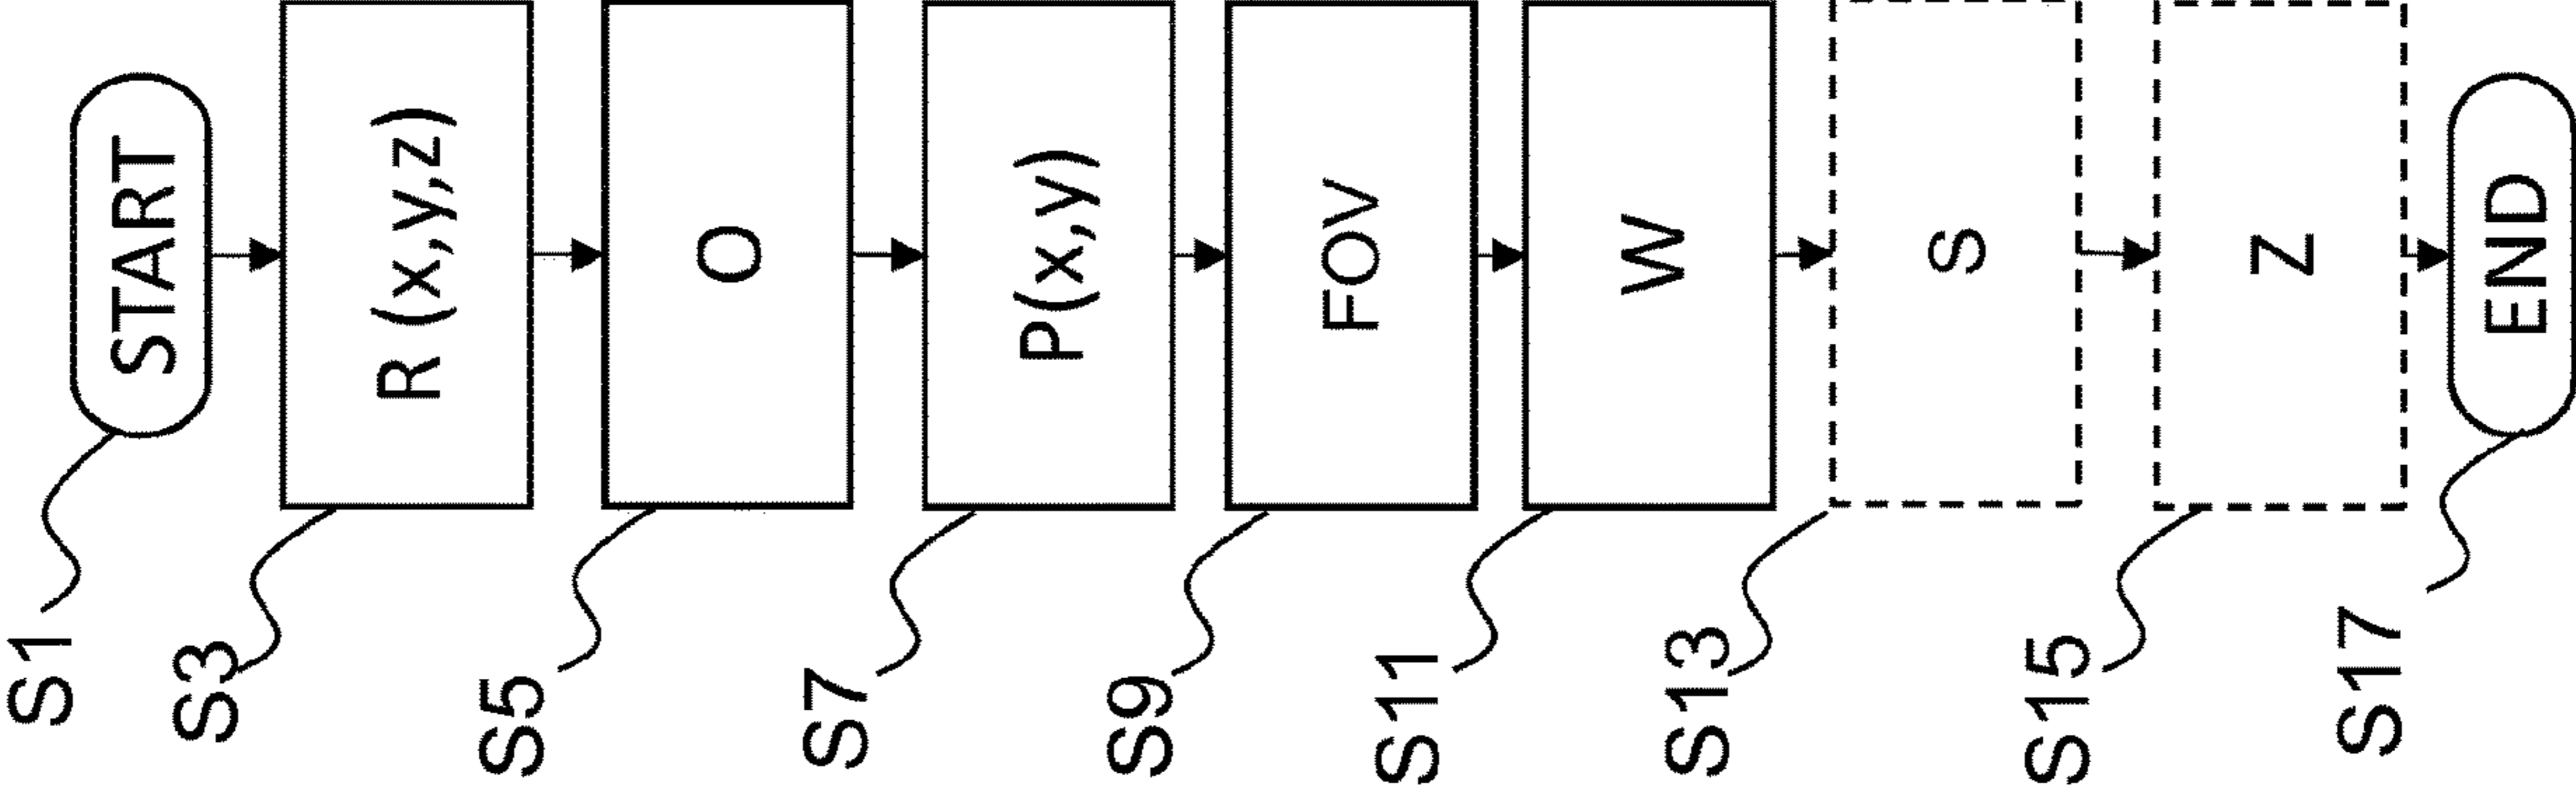 S1
START
S3
R (x,y,z)
S5
O
S7
P(x,y)
S9
FOV
S11
W
S13
S
S15
Z
S17
END